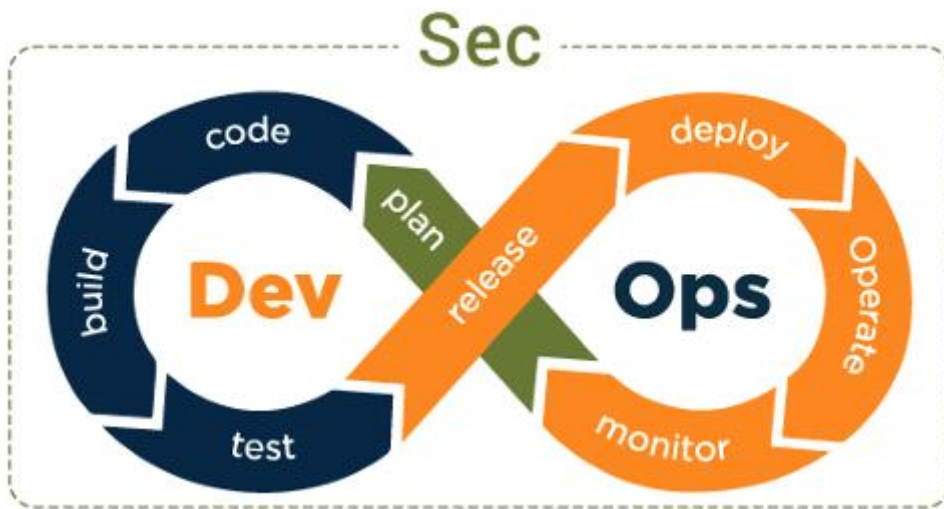 Sec
code
deploy
plan
release
build
Dev
Ops
Operate
test
monitor